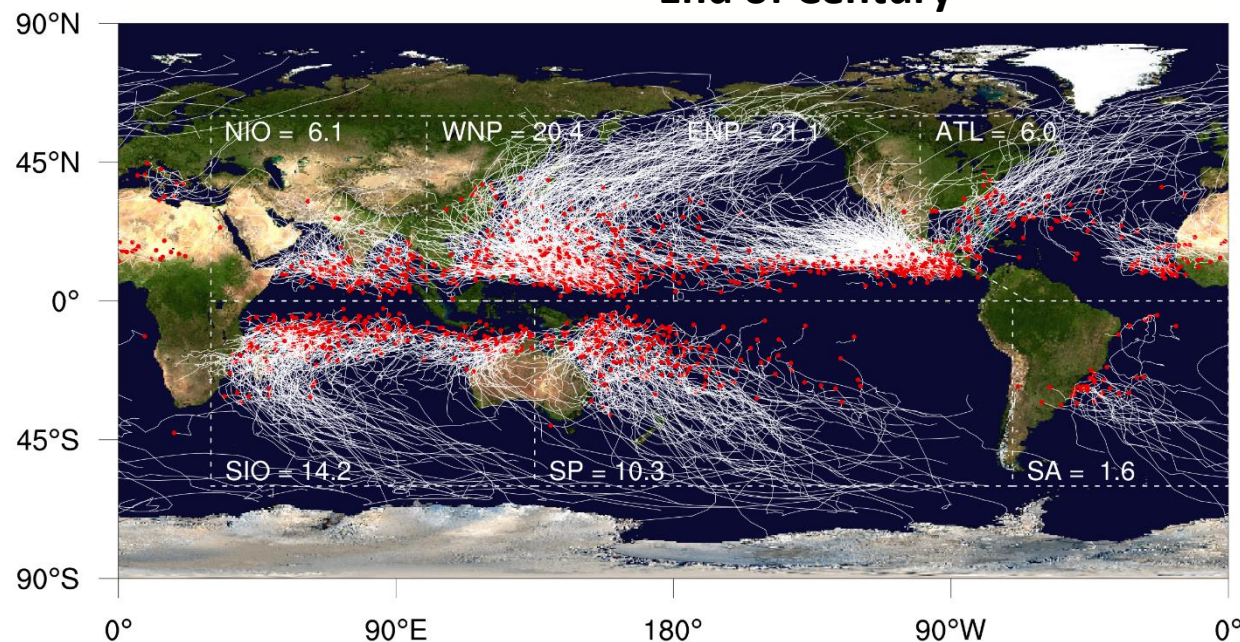 End of Century
90°N
NIO = 6.1 WNP = 20.4 ENP = 21.1 ATL = 6.0
45°N
0°
45°S
SIO = 14.2 SP = 10.3 SA = 1.6
90°S
0° 90°E 180° 90°W 0°